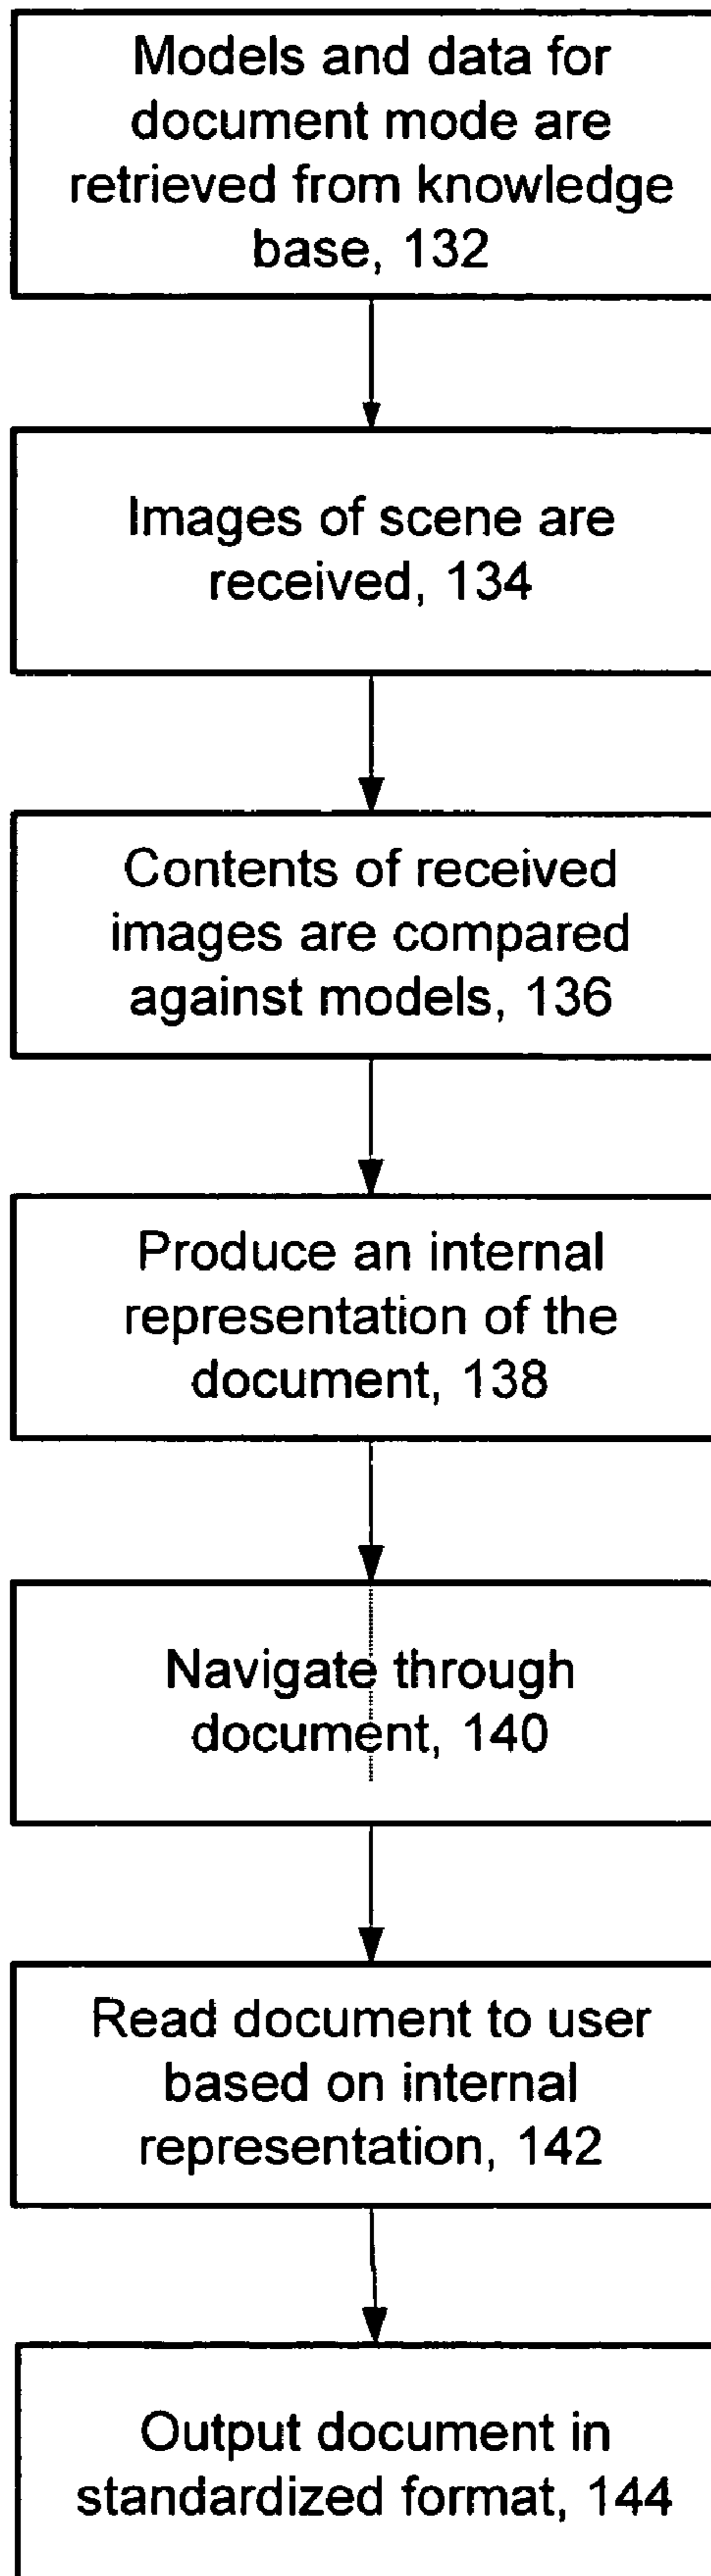 Models and data for
document mode are
retrieved from knowledge
base, 132
Images of scene are
received, 134
Contents of received
images are compared
against models, 136
Produce an internal
representation of the
document, 138
Navigate through
document, 140
Read document to user
based on internal
representation, 142
Output document in
standardized format, 144